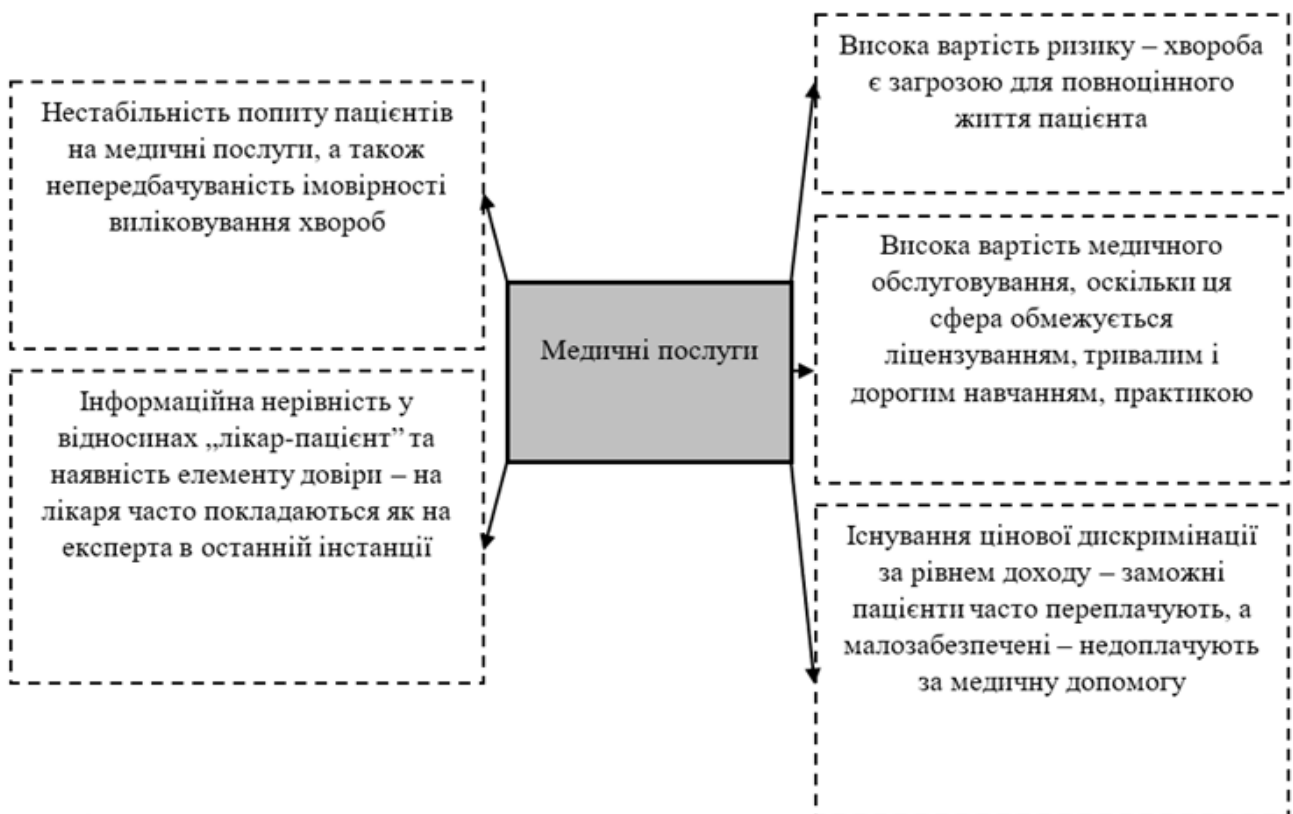 Нестабільність попиту пацієнтів
на медичні послуги, а також
непередбачуваність імовірності
виліковування хвороб
Інформаційна нерівність у
відносинах „лікар-пацієнт” та
наявність елементу довіри – на
лікаря часто покладаються як на
експерта в останній інстанції
Медичні послуги
Висока вартість ризику – хвороба
є загрозою для повноцінного
життя пацієнта
Висока вартість медичного
обслуговування, оскільки ця
сфера обмежується
ліцензуванням, тривалим і
дорогим навчанням, практикою
Існування цінової дискримінації
за рівнем доходу – заможні
пацієнти часто переплачують, а
малозабезпечені – недоплачують
за медичну допомогу